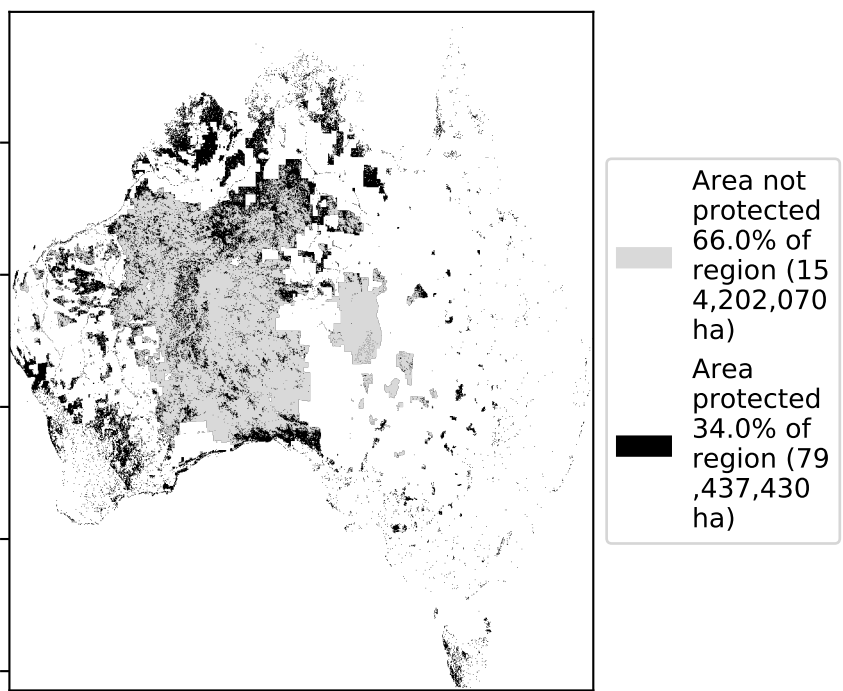 Area not
protected
66.0% of
region (15
4,202,070
ha)
Area
protected
34.0% of
region (79
,437,430
ha)